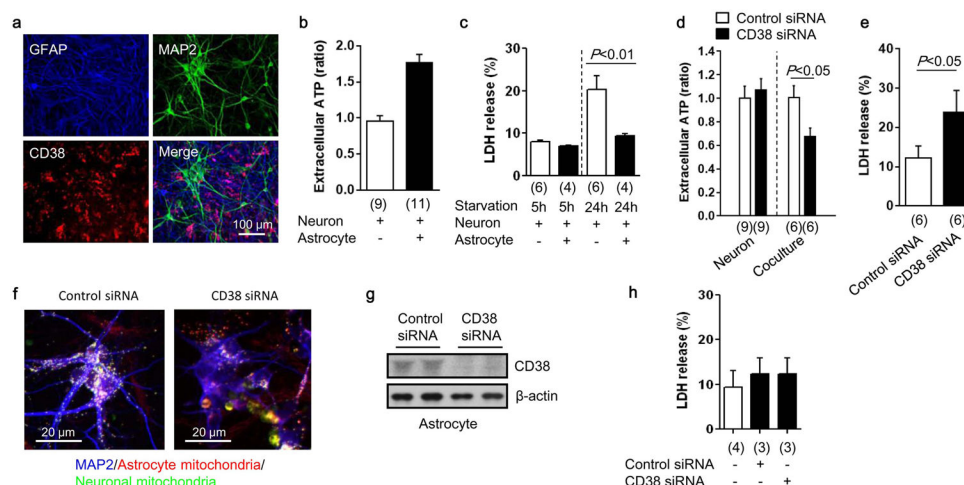 a
GFAP
MAP2
CD38
Merge
100 µm
b
Extracellular ATP (ratio)
2.0
1.5
1.0
0.5
0.0
(9) (11)
Neuron + +
Astrocyte - +
c
LDH release (%)
30
20
10
0
P<0.01
(6) (4) (6) (4)
Starvation 5h 5h 24h 24h
Neuron + + + +
Astrocyte - + - +
d
Control siRNA
CD38 siRNA
Extracellular ATP (ratio)
1.4
1.2
1.0
0.8
0.6
0.4
0.2
0.0
P<0.05
(9)(9) (6)(6)
Neuron
Coculture
e
LDH release (%)
40
30
20
10
0
P<0.05
(6) (6)
Control siRNA
CD38 siRNA
f
Control siRNA
CD38 siRNA
20 µm
20 µm
MAP2/Astrocyte mitochondria/
Neuronal mitochondria
g
Control siRNA
CD38 siRNA
CD38
β-actin
Astrocyte
h
LDH release (%)
30
20
10
0
(4) (3) (3)
Control siRNA - + -
CD38 siRNA - - +